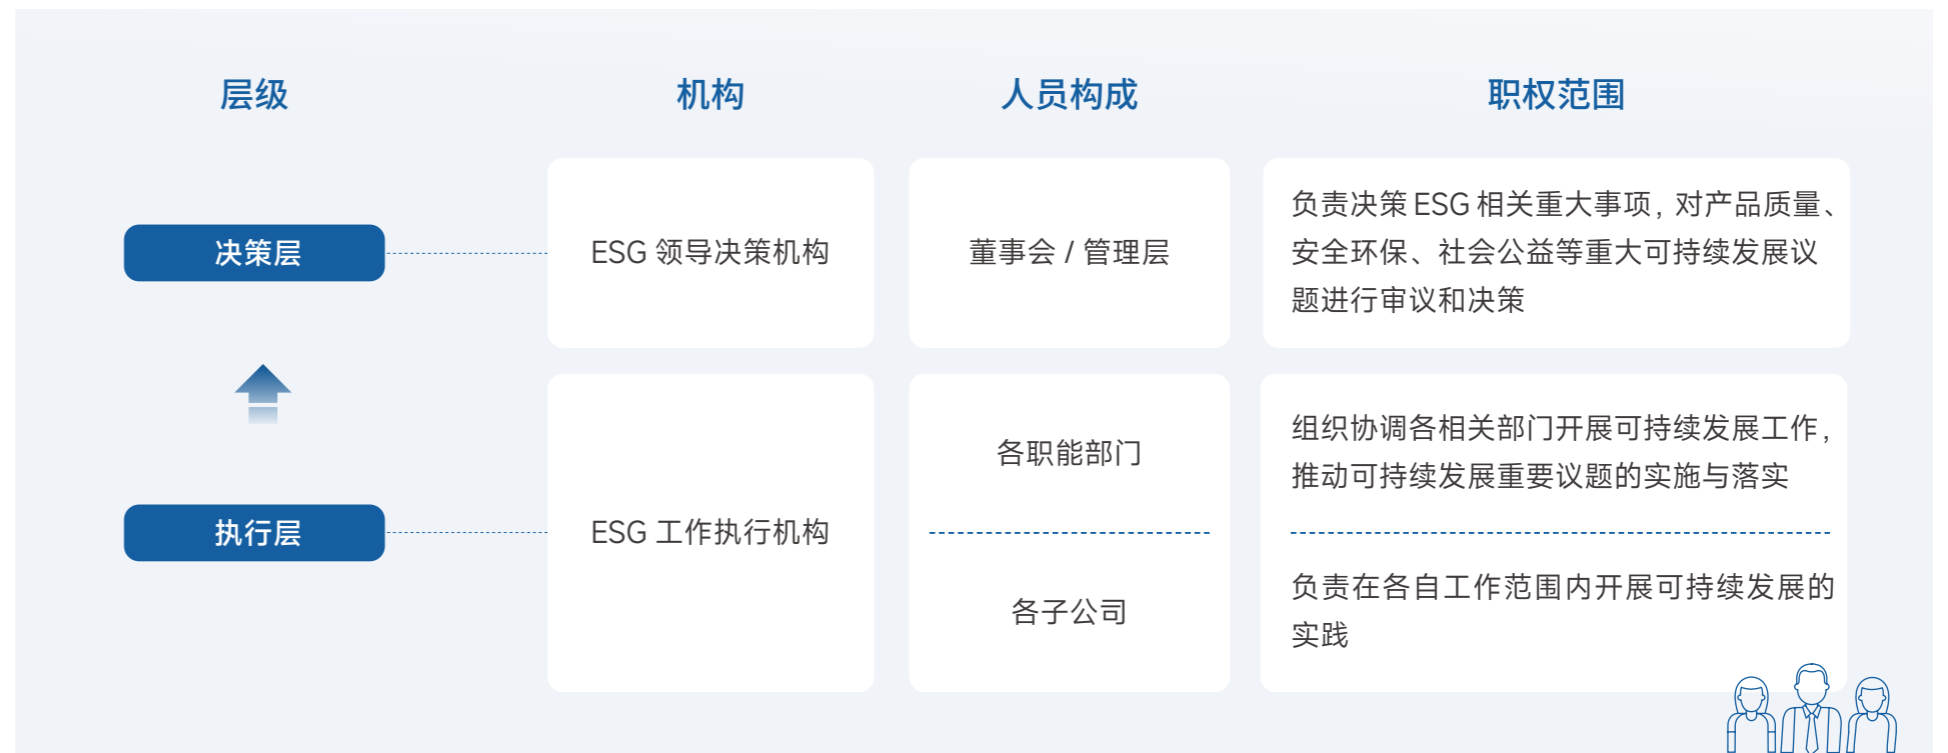 层级
机构
人员构成
职权范围
决策层
ESG 领导决策机构
董事会 / 管理层
负责决策 ESG 相关重大事项，对产品质量、
安全环保、社会公益等重大可持续发展议
题进行审议和决策
执行层
ESG 工作执行机构
各职能部门
组织协调各相关部门开展可持续发展工作，
推动可持续发展重要议题的实施与落实
各子公司
负责在各自工作范围内开展可持续发展的
实践